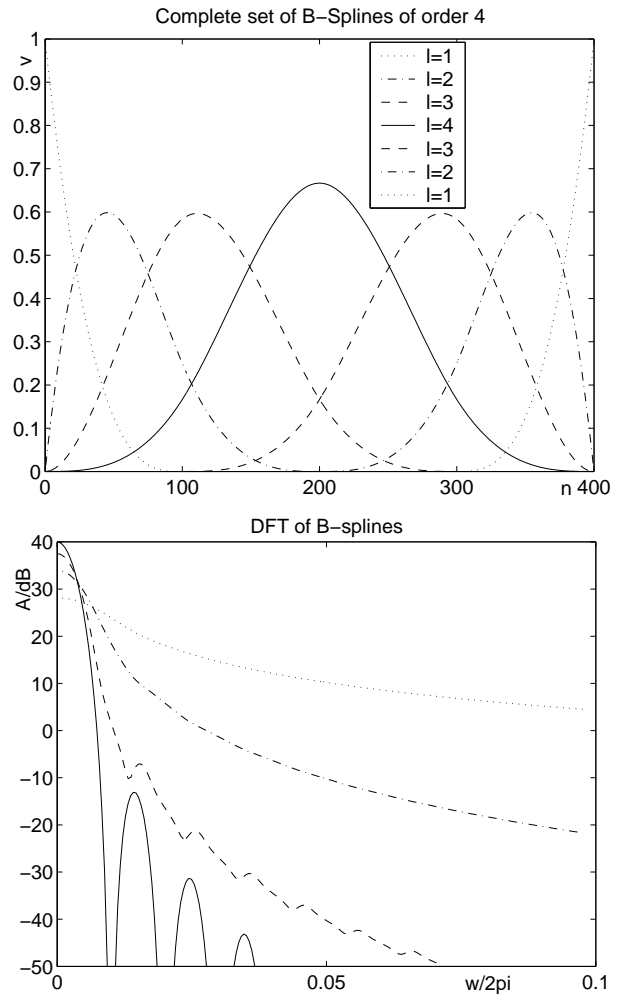 Complete set of B-Splines of order 4
1
v
0.9
0.8
0.7
0.6
0.5
0.4
0.3
0.2
0.1
0
l=1
l=2
l=3
l=4
l=3
l=2
l=1
0 100 200 300 n 400
DFT of B-splines
40
A/dB
30
20
10
0
−10
−20
−30
−40
−50
0 0.05 w/2pi 0.1